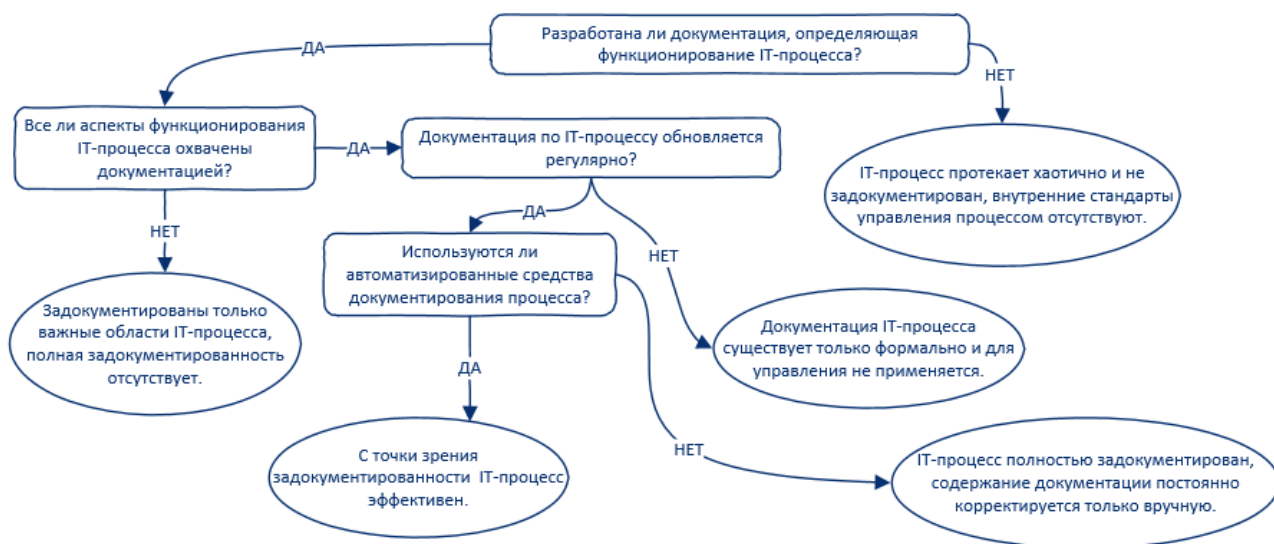 Разработана ли документация, определяющая
функционирование IT-процесса?
ДА
НЕТ
Все ли аспекты функционирования
IT-процесса охвачены
документацией?
ДА
Документация по IT-процессу обновляется
регулярно?
IT-процесс протекает хаотично и не
задокументирован, внутренние стандарты
управления процессом отсутствуют.
НЕТ
ДА
НЕТ
Используются ли
автоматизированные средства
документирования процесса?
Задокументированы только
важные области IT-процесса,
полная задокументированность
отсутствует.
Документация IT-процесса
существует только формально и для
управления не применяется.
ДА
НЕТ
С точки зрения
задокументированности IT-процесс
эффективен.
IT-процесс полностью задокументирован,
содержание документации постоянно
корректируется только вручную.